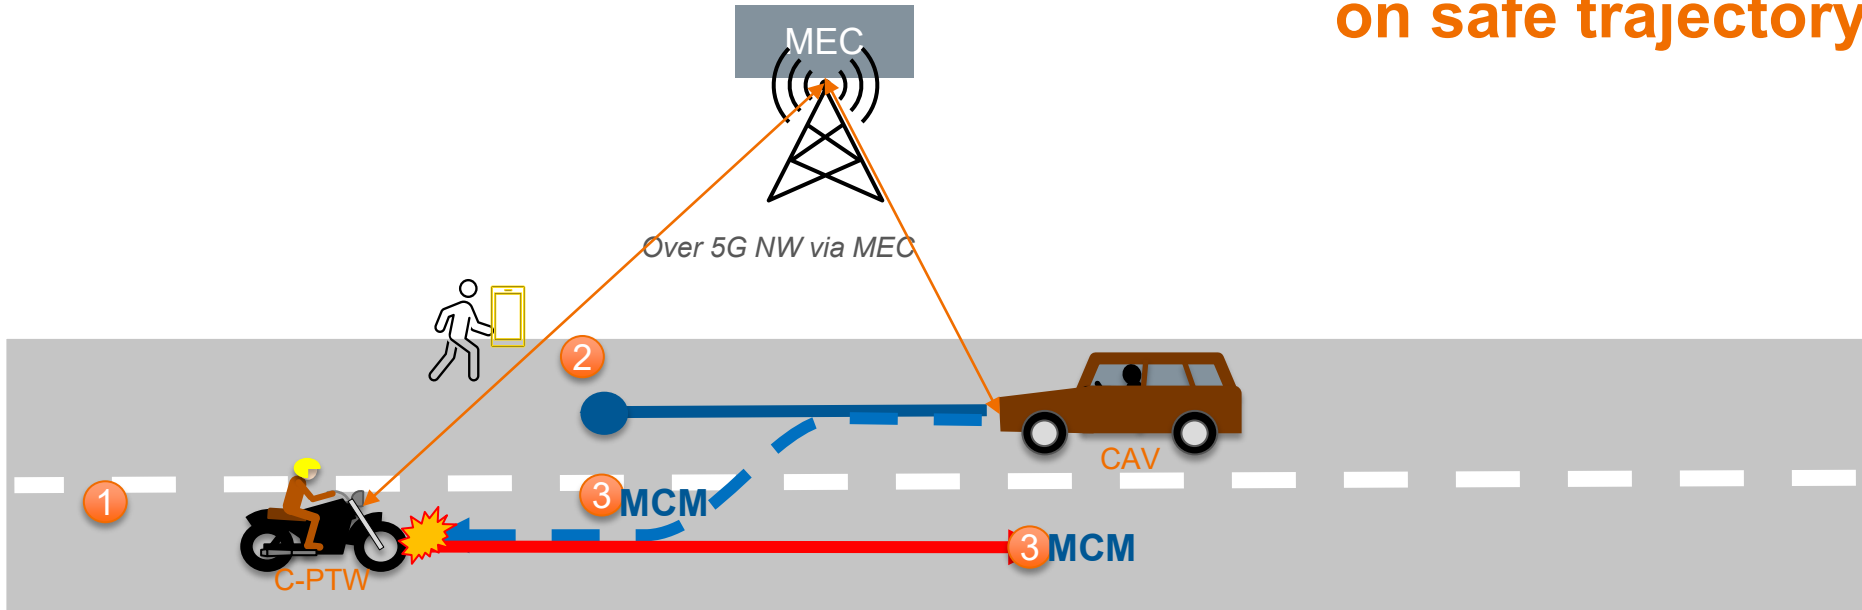 on safe trajectory
MEC
Over 5G NW via MEC
2
CAV
1
3
MCM
3
MCM
C-PTW